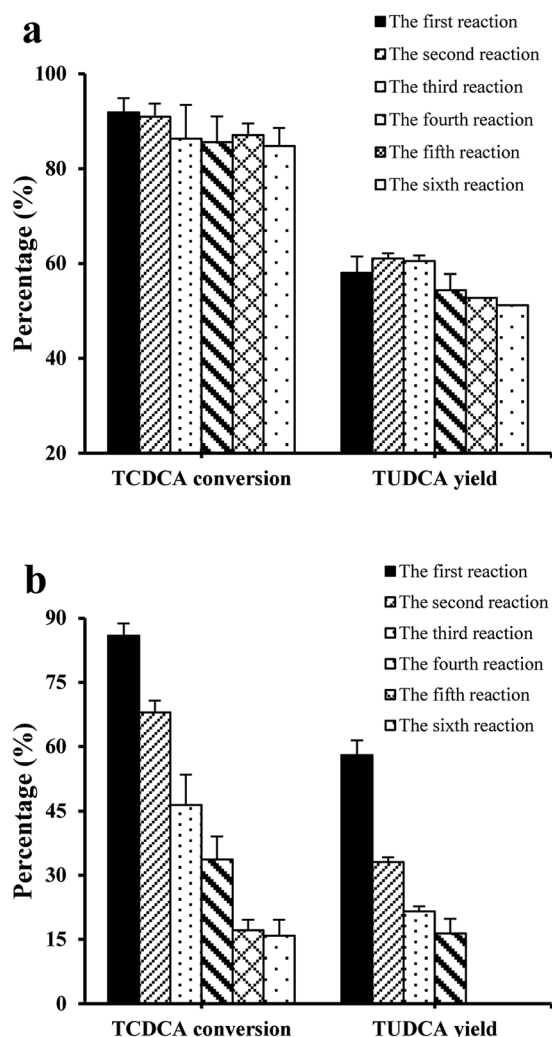 a
The first reaction
The second reaction
The third reaction
The fourth reaction
The fifth reaction
The sixth reaction
Percentage (%)
100
80
60
40
20
TCDCA conversion
TUDCA yield
b
The first reaction
The second reaction
The third reaction
The fourth reaction
The fifth reaction
The sixth reaction
Percentage (%)
90
75
60
45
30
15
0
TCDCA conversion
TUDCA yield